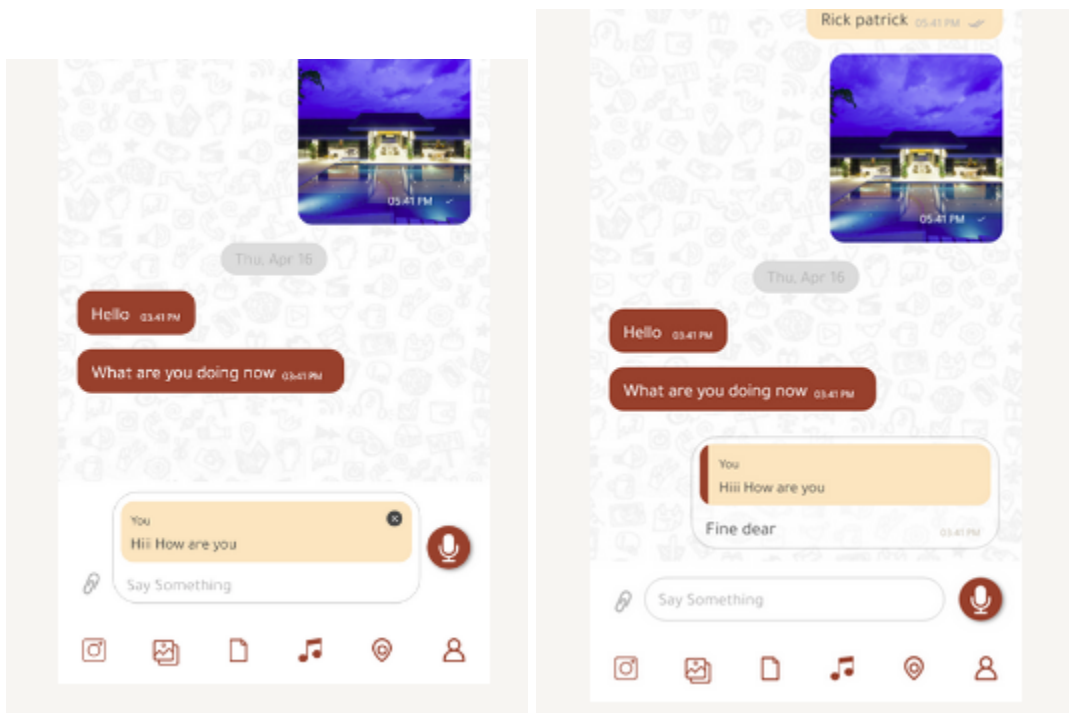 05:41 PM
Thu, Apr 16
Hello 03:41 PM
What are you doing now 03:41 PM
You
Hiii How are you
Say Something
Rick patrick 05:41 PM
05:41 PM
Thu, Apr 16
Hello 03:41 PM
What are you doing now 03:41 PM
You
Hiii How are you
Fine dear 03:41 PM
Say Something